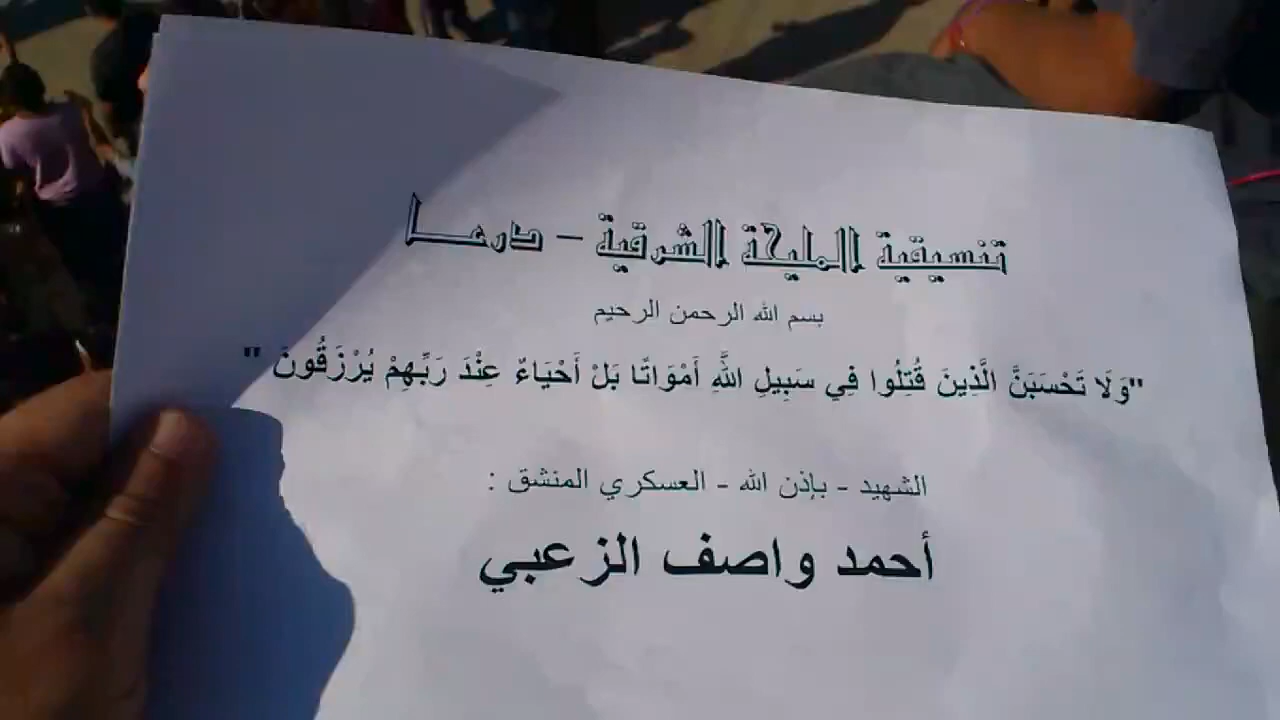 تنسيقية المليحة الشرقية - درعا
بسم الله الرحمن الرحيم
"وَلَا تَحْسَبَنَّ الَّذِينَ قُتِلُوا فِي سَبِيلِ اللَّهِ أَمْوَاتًا بَلْ أَحْيَاءٌ عِنْدَ رَبِّهِمْ يُرْزَقُونَ "
الشهيد - بإذن الله - العسكري المنشق :
أحمد واصف الزعبي